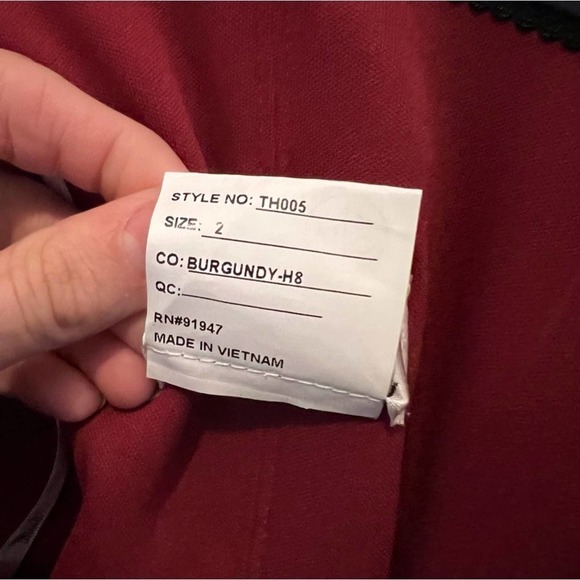 STYLE NO: TH005
SIZE: 2
CO: BURGUNDY-H8
QC:
RN#91947
MADE IN VIETNAM